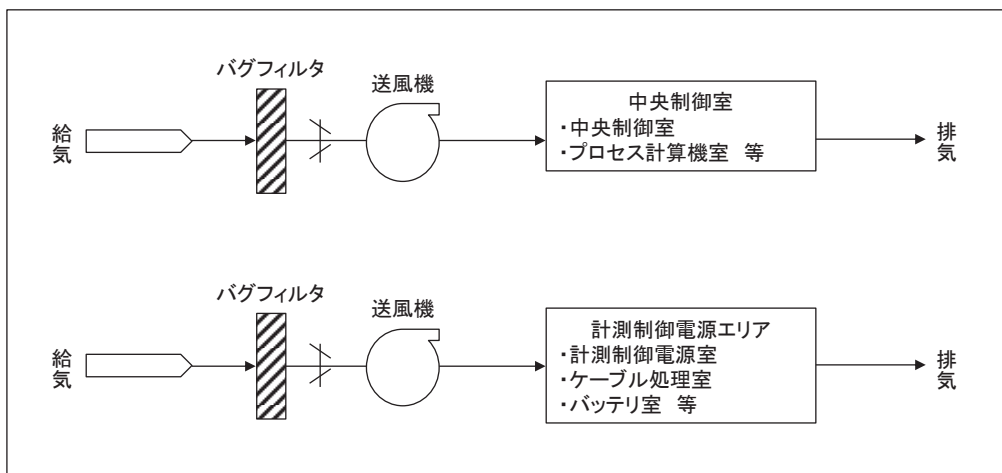 バグフィルタ
送風機
給気
中央制御室
・中央制御室
・プロセス計算機室 等
排気
バグフィルタ
送風機
給気
計測制御電源エリア
・計測制御電源室
・ケーブル処理室
・バッテリ室 等
排気